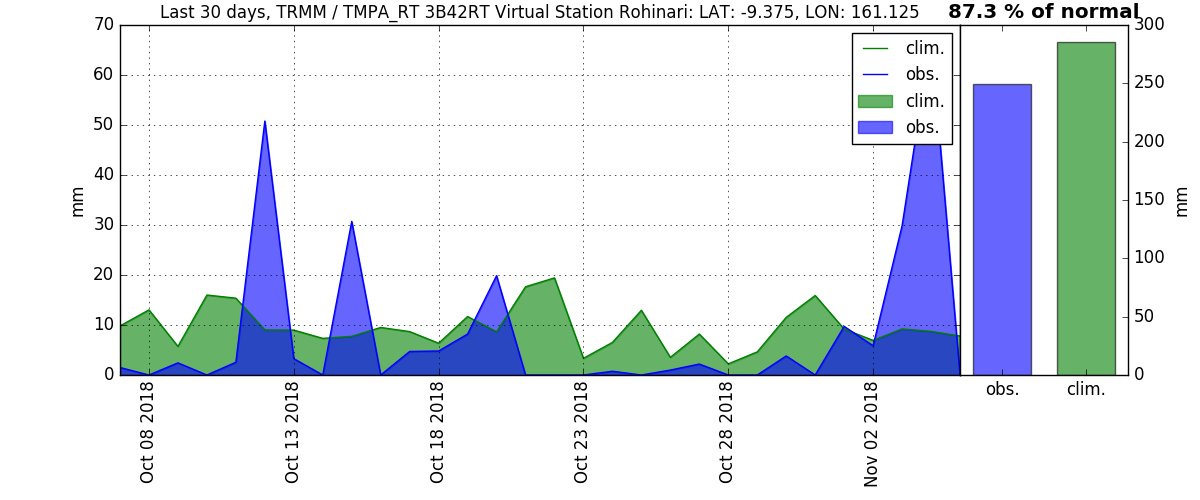 Last 30 days, TRMM / TMPA_RT 3B42RT Virtual Station Rohinari: LAT: -9.375, LON: 161.125
87.3 % of normal
70
60
50
40
30
20
10
0
mm
clim.
obs.
clim.
obs.
Oct 08 2018
Oct 13 2018
Oct 18 2018
Oct 23 2018
Oct 28 2018
Nov 02 2018
300
250
200
150
100
50
0
mm
obs.
clim.